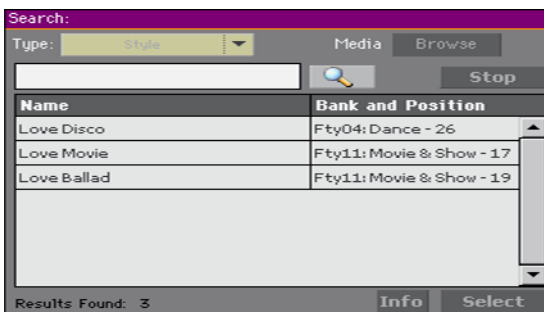 Search:
Type: Style Media Browse
Stop
Name Bank and Position
Love Disco Fty04: Dance - 26
Love Movie Fty11: Movie & Show - 17
Love Ballad Fty11: Movie & Show - 19
Results Found: 3 Info Select